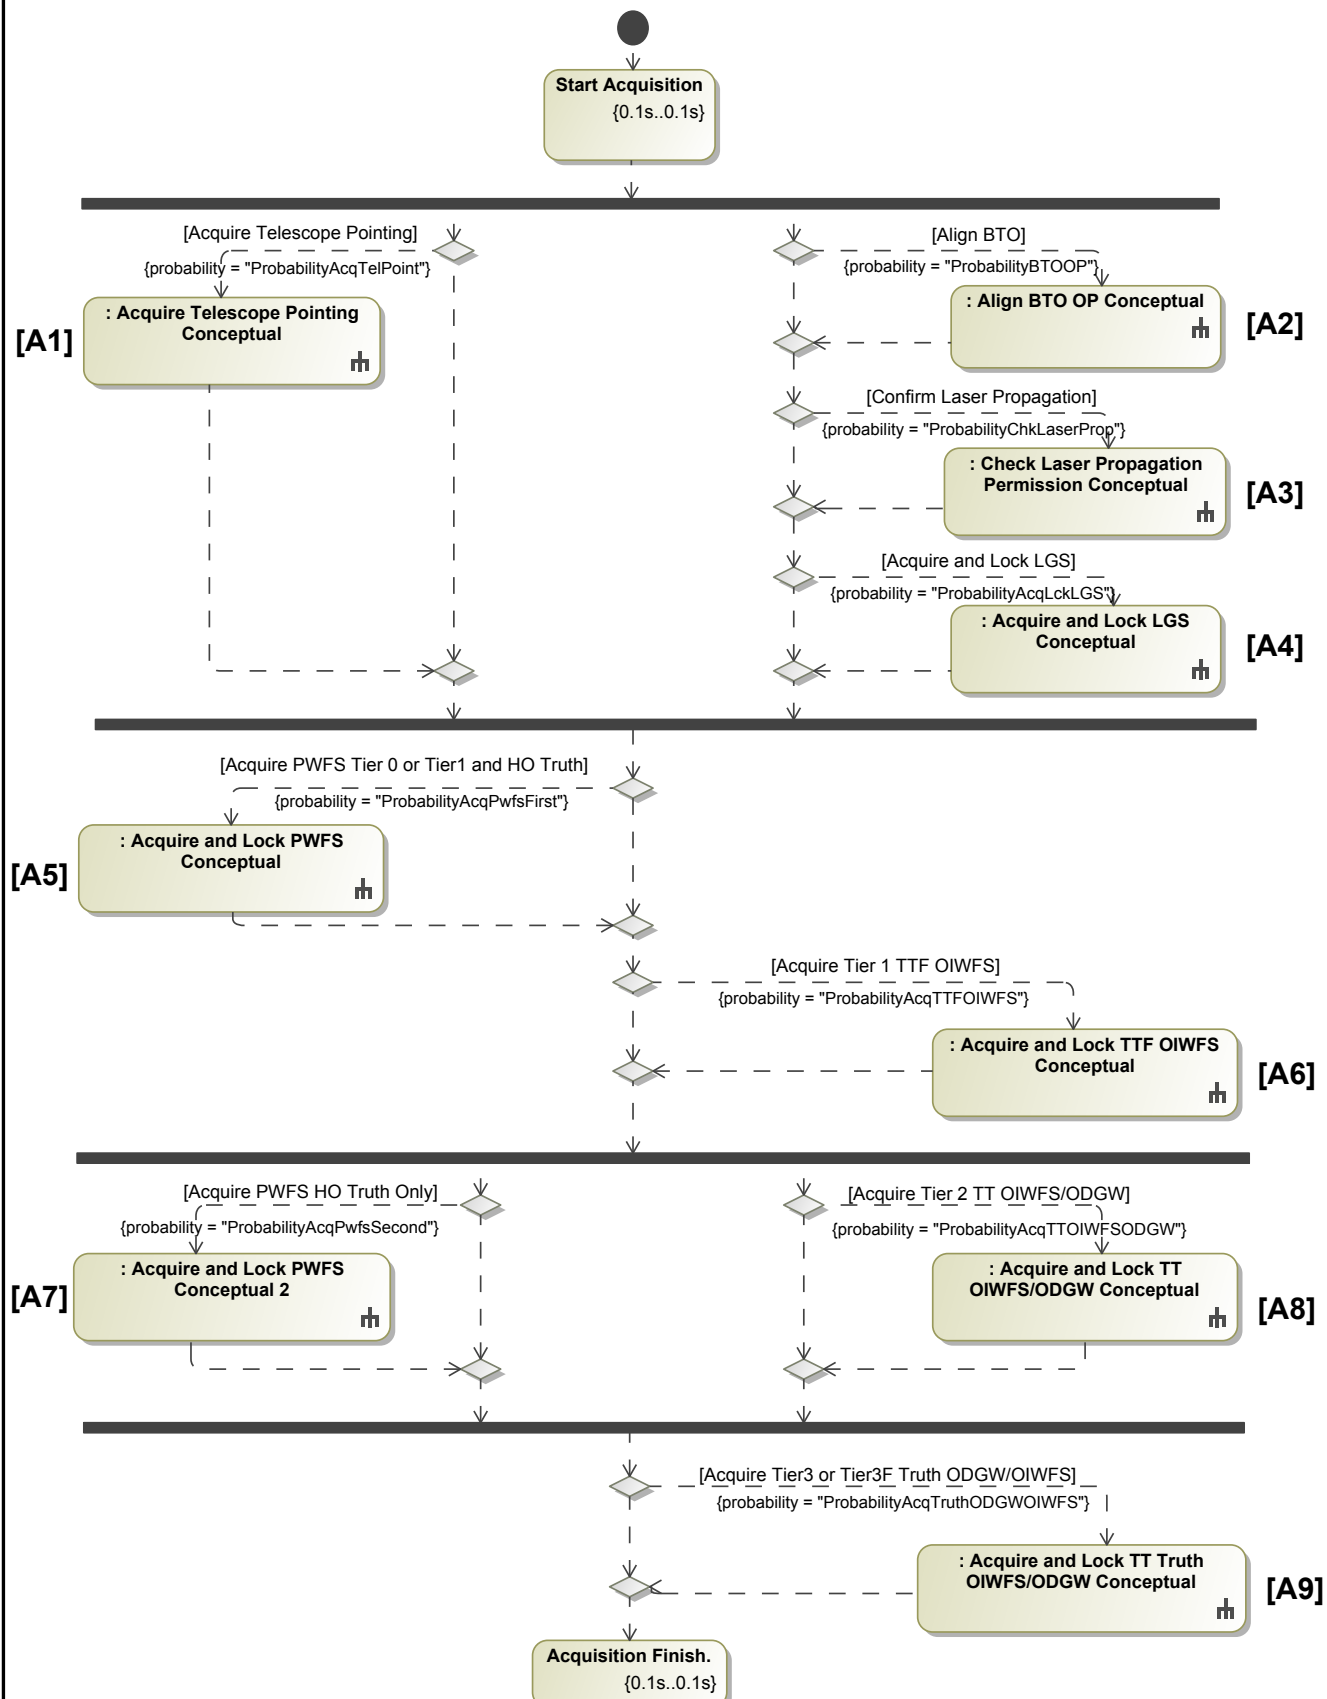 Start Acquisition
{0.1s..0.1s}
[Acquire Telescope Pointing]
{probability = "ProbabilityAcqTelPoint"}
[A1]
: Acquire Telescope Pointing
Conceptual
[Align BTO]
{probability = "ProbabilityBTOOP"}
: Align BTO OP Conceptual
[A2]
[Confirm Laser Propagation]
{probability = "ProbabilityChkLaserProp"}
: Check Laser Propagation
Permission Conceptual
[A3]
[Acquire and Lock LGS]
{probability = "ProbabilityAcqLckLGS"}
: Acquire and Lock LGS
Conceptual
[A4]
[Acquire PWFS Tier 0 or Tier1 and HO Truth]
{probability = "ProbabilityAcqPwfsFirst"}
[A5]
: Acquire and Lock PWFS
Conceptual
[Acquire Tier 1 TTF OIWFS]
{probability = "ProbabilityAcqTTFOIWFS"}
: Acquire and Lock TTF OIWFS
Conceptual
[A6]
[Acquire PWFS HO Truth Only]
{probability = "ProbabilityAcqPwfsSecond"}
[A7]
: Acquire and Lock PWFS
Conceptual 2
[Acquire Tier 2 TT OIWFS/ODGW]
{probability = "ProbabilityAcqTTOIWFSODGW"}
: Acquire and Lock TT
OIWFS/ODGW Conceptual
[A8]
[Acquire Tier3 or Tier3F Truth ODGW/OIWFS]
{probability = "ProbabilityAcqTruthODGWOIWFS"}
: Acquire and Lock TT Truth
OIWFS/ODGW Conceptual
[A9]
Acquisition Finish.
{0.1s..0.1s}